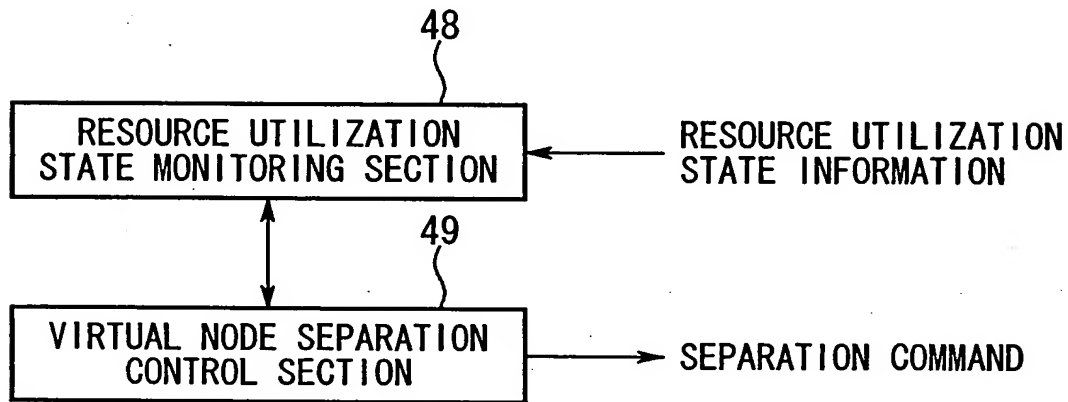 48
RESOURCE UTILIZATION
STATE MONITORING SECTION
RESOURCE UTILIZATION
STATE INFORMATION
49
VIRTUAL NODE SEPARATION
CONTROL SECTION
SEPARATION COMMAND